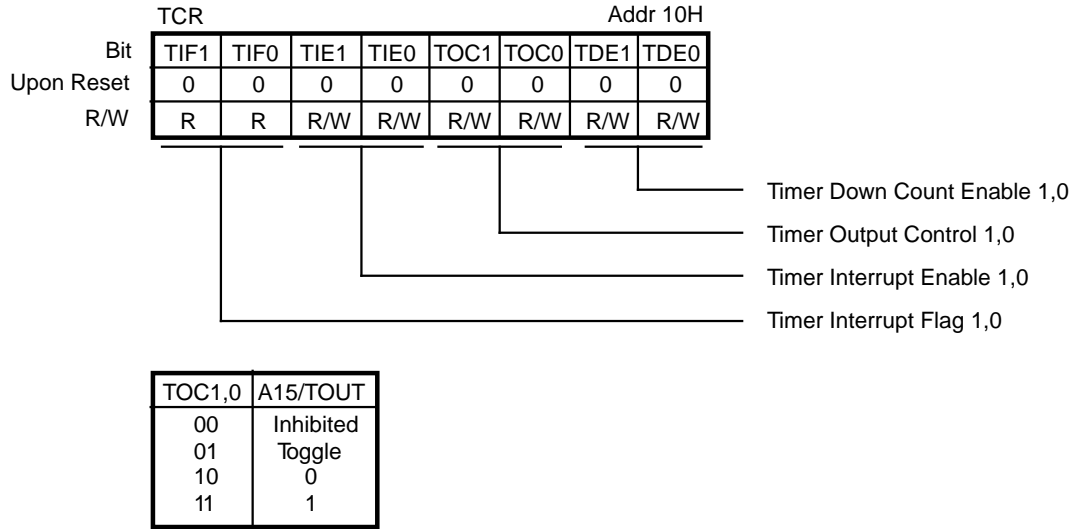 TCR Addr 10H
Bit TIF1 TIF0 TIE1 TIE0 TOC1 TOC0 TDE1 TDE0
Upon Reset 0 0 0 0 0 0 0 0
R/W R R R/W R/W R/W R/W R/W R/W
Timer Down Count Enable 1,0
Timer Output Control 1,0
Timer Interrupt Enable 1,0
Timer Interrupt Flag 1,0
TOC1,0 A15/TOUT
00 Inhibited
01 Toggle
10 0
11 1